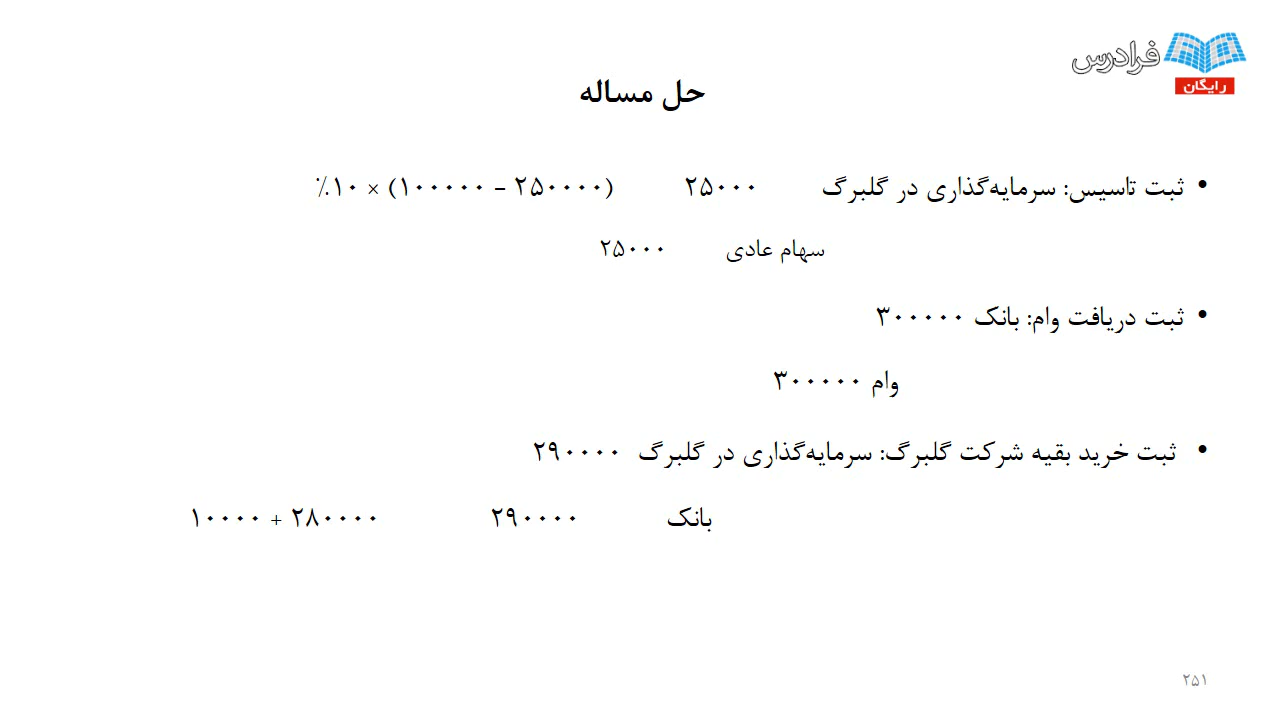 فرادرس
رایگان
حل مساله
• ثبت تاسیس: سرمایه‌گذاری در گلبرگ ۲۵۰۰۰ (۲۵۰۰۰۰ – ۱۰۰۰۰۰) × ۱۰٪
سهام عادی ۲۵۰۰۰
• ثبت دریافت وام: بانک ۳۰۰۰۰۰
وام ۳۰۰۰۰۰
• ثبت خرید بقیه شرکت گلبرگ: سرمایه‌گذاری در گلبرگ ۲۹۰۰۰۰
بانک ۲۹۰۰۰۰ ۲۸۰۰۰۰ + ۱۰۰۰۰
۲۵۱